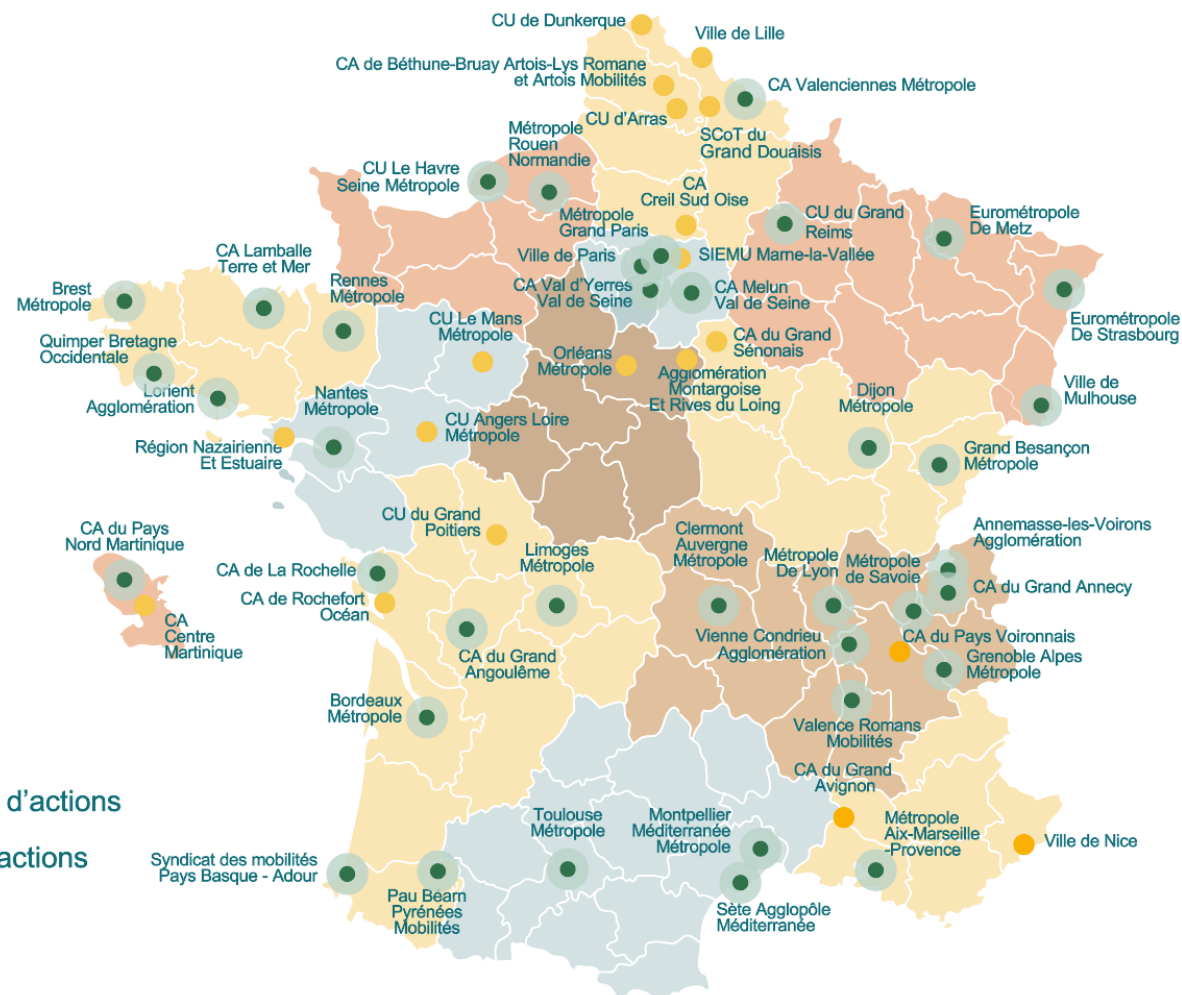 CU de Dunkerque
Ville de Lille
CA de Béthune-Bruay Artois-Lys Romane
et Artois Mobilités
CA Valenciennes Métropole
CU d'Arras
SCoT du
Grand Douaisis
Métropole
Rouen
Normandie
CU Le Havre
Seine Métropole
CA
Creil Sud Oise
Métropole
Grand Paris
CU du Grand
Reims
Eurométropole
De Metz
Ville de Paris
SIEMU Marne-la-Vallée
CA Lamballe
Terre et Mer
Rennes
Métropole
Brest
Métropole
CA Val d'Yerres
Val de Seine
CA Melun
Val de Seine
Eurométropole
De Strasbourg
CU Le Mans
Métropole
CA du Grand
Sénonais
Quimper Bretagne
Occidentale
Orléans
Métropole
Agglomération
Montargoise
Et Rives du Loing
Ville de
Mulhouse
Lorient
Agglomération
Nantes
Métropole
Dijon
Métropole
CU Angers Loire
Métropole
Région Nazairienne
Et Estuaire
Grand Besançon
Métropole
CU du Grand
Poitiers
CA du Pays
Nord Martinique
Clermont
Auvergne
Métropole
Annemasse-les-Voirons
Agglomération
Limoges
Métropole
Métropole
De Lyon
Métropole
de Savoie
CA de La Rochelle
CA du Grand Annecy
CA de Rochefort
Océan
CA
Centre
Martinique
Vienne Condrieu
Agglomération
CA du Pays Voironnais
CA du Grand
Angoulême
Grenoble Alpes
Métropole
Bordeaux
Métropole
Valence Romans
Mobilités
CA du Grand
Avignon
d'actions
Toulouse
Métropole
Montpellier
Méditerranée
Métropole
Métropole
Aix-Marseille
-Provence
Ville de Nice
actions
Syndicat des mobilités
Pays Basque - Adour
Pau Béarn
Pyrénées
Mobilités
Sète Agglopôle
Méditerranée